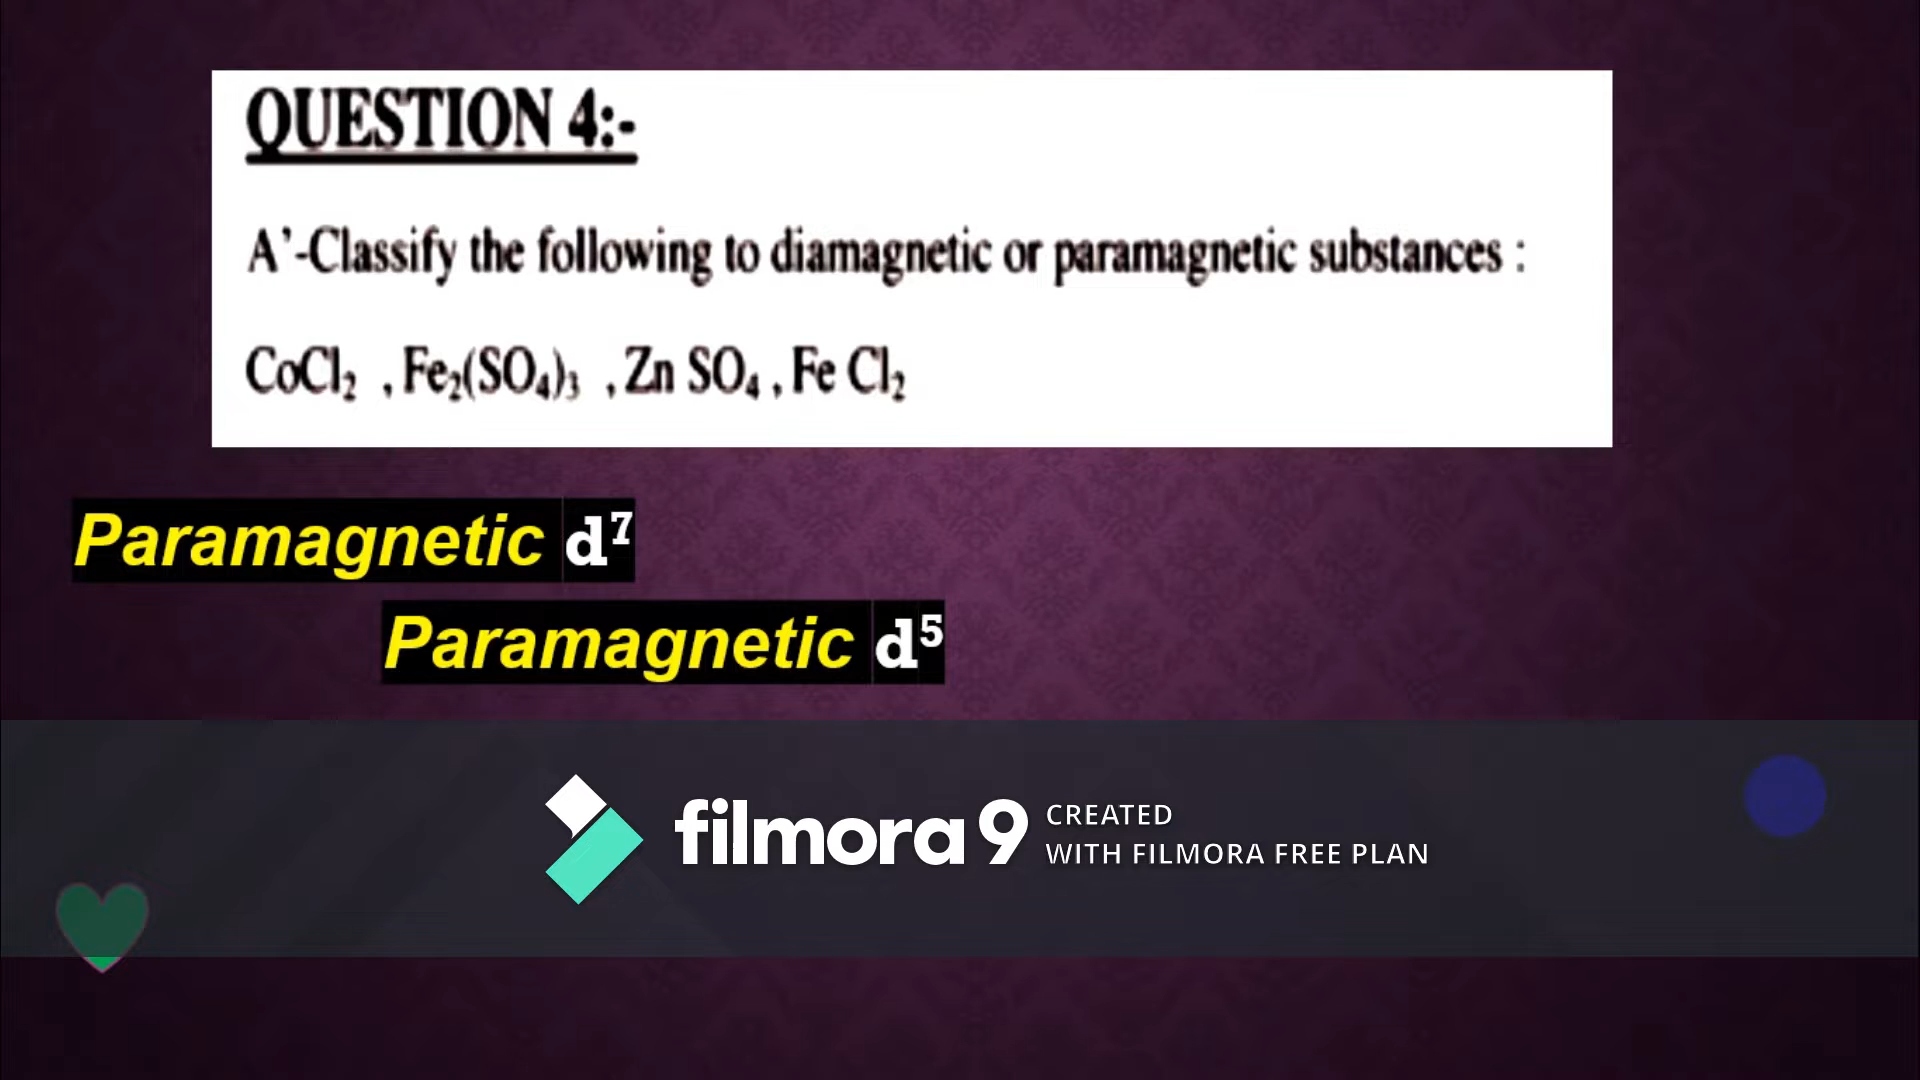 QUESTION 4:-
A'-Classify the following to diamagnetic or paramagnetic substances :
CoCl₂ , Fe₂(SO₄)₃ , Zn SO₄ , Fe Cl₂
Paramagnetic d⁷
Paramagnetic d⁵
filmora 9 CREATED
WITH FILMORA FREE PLAN